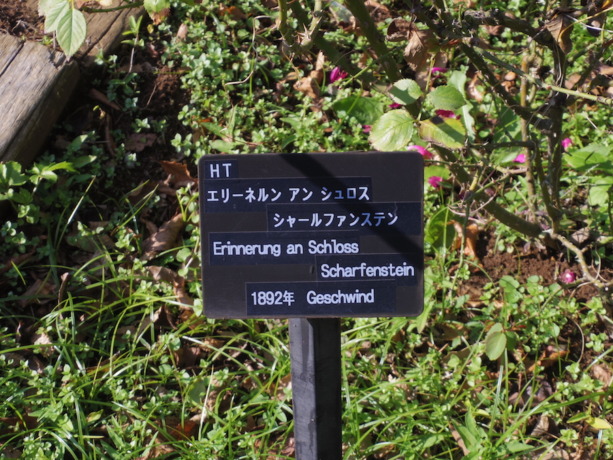 HT
エリーネルン アン シュロス
シャールファンステン
Erinnerung an Schloss
Scharfenstein
1892年 Geschwind